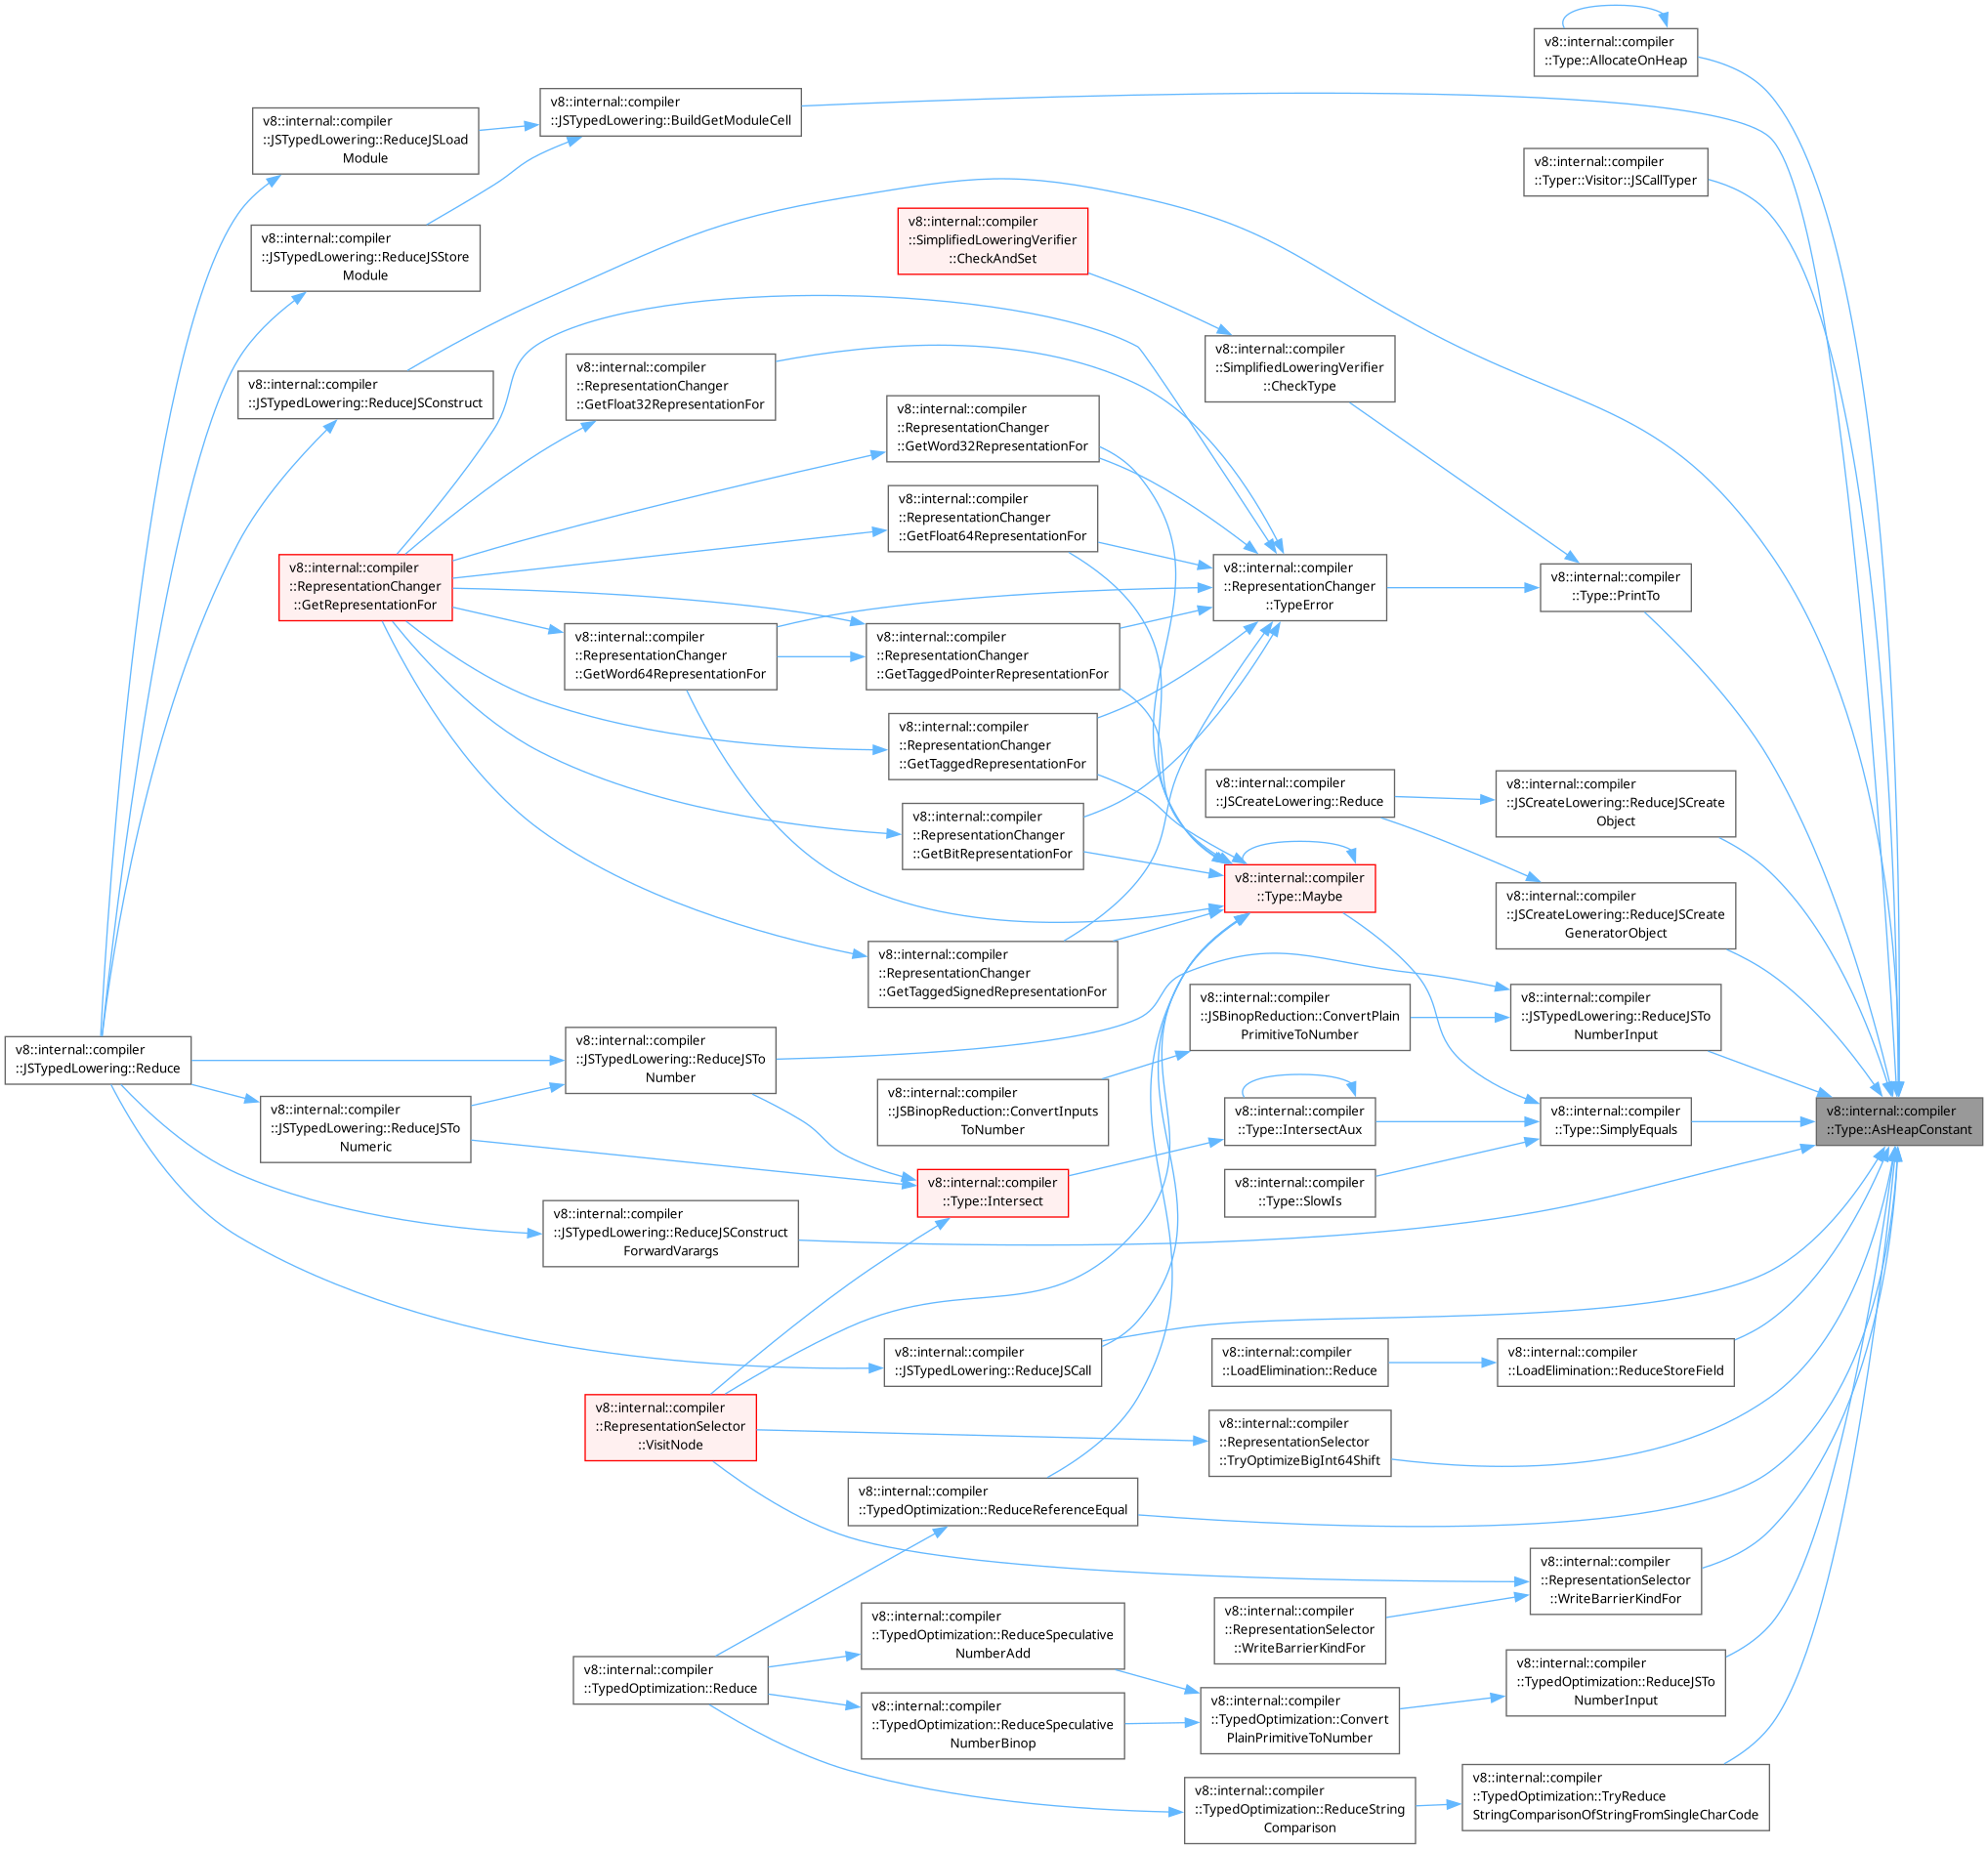 v8::internal::compiler
::Type::AllocateOnHeap
v8::internal::compiler
::JSTypedLowering::BuildGetModuleCell
v8::internal::compiler
::JSTypedLowering::ReduceJSLoad
Module
v8::internal::compiler
::Typer::Visitor::JSCallTyper
v8::internal::compiler
::SimplifiedLoweringVerifier
::CheckAndSet
v8::internal::compiler
::JSTypedLowering::ReduceJSStore
Module
v8::internal::compiler
::SimplifiedLoweringVerifier
::CheckType
v8::internal::compiler
::RepresentationChanger
::GetFloat32RepresentationFor
v8::internal::compiler
::JSTypedLowering::ReduceJSConstruct
v8::internal::compiler
::RepresentationChanger
::GetWord32RepresentationFor
v8::internal::compiler
::RepresentationChanger
::GetFloat64RepresentationFor
v8::internal::compiler
::RepresentationChanger
::GetRepresentationFor
v8::internal::compiler
::RepresentationChanger
::TypeError
v8::internal::compiler
::Type::PrintTo
v8::internal::compiler
::RepresentationChanger
::GetWord64RepresentationFor
v8::internal::compiler
::RepresentationChanger
::GetTaggedPointerRepresentationFor
v8::internal::compiler
::RepresentationChanger
::GetTaggedRepresentationFor
v8::internal::compiler
::JSCreateLowering::Reduce
v8::internal::compiler
::JSCreateLowering::ReduceJSCreate
Object
v8::internal::compiler
::RepresentationChanger
::GetBitRepresentationFor
v8::internal::compiler
::Type::Maybe
v8::internal::compiler
::JSCreateLowering::ReduceJSCreate
GeneratorObject
v8::internal::compiler
::RepresentationChanger
::GetTaggedSignedRepresentationFor
v8::internal::compiler
::JSBinopReduction::ConvertPlain
PrimitiveToNumber
v8::internal::compiler
::JSTypedLowering::ReduceJSTo
NumberInput
v8::internal::compiler
::JSTypedLowering::Reduce
v8::internal::compiler
::JSTypedLowering::ReduceJSTo
Number
v8::internal::compiler
::JSBinopReduction::ConvertInputs
ToNumber
v8::internal::compiler
::JSTypedLowering::ReduceJSTo
Numeric
v8::internal::compiler
::Type::IntersectAux
v8::internal::compiler
::Type::SimplyEquals
v8::internal::compiler
::Type::AsHeapConstant
v8::internal::compiler
::Type::Intersect
v8::internal::compiler
::Type::SlowIs
v8::internal::compiler
::JSTypedLowering::ReduceJSConstruct
ForwardVarargs
v8::internal::compiler
::JSTypedLowering::ReduceJSCall
v8::internal::compiler
::LoadElimination::Reduce
v8::internal::compiler
::LoadElimination::ReduceStoreField
v8::internal::compiler
::RepresentationSelector
::VisitNode
v8::internal::compiler
::RepresentationSelector
::TryOptimizeBigInt64Shift
v8::internal::compiler
::TypedOptimization::ReduceReferenceEqual
v8::internal::compiler
::RepresentationSelector
::WriteBarrierKindFor
v8::internal::compiler
::RepresentationSelector
::WriteBarrierKindFor
v8::internal::compiler
::TypedOptimization::ReduceSpeculative
NumberAdd
v8::internal::compiler
::TypedOptimization::Reduce
v8::internal::compiler
::TypedOptimization::ReduceSpeculative
NumberBinop
v8::internal::compiler
::TypedOptimization::Convert
PlainPrimitiveToNumber
v8::internal::compiler
::TypedOptimization::ReduceJSTo
NumberInput
v8::internal::compiler
::TypedOptimization::ReduceString
Comparison
v8::internal::compiler
::TypedOptimization::TryReduce
StringComparisonOfStringFromSingleCharCode